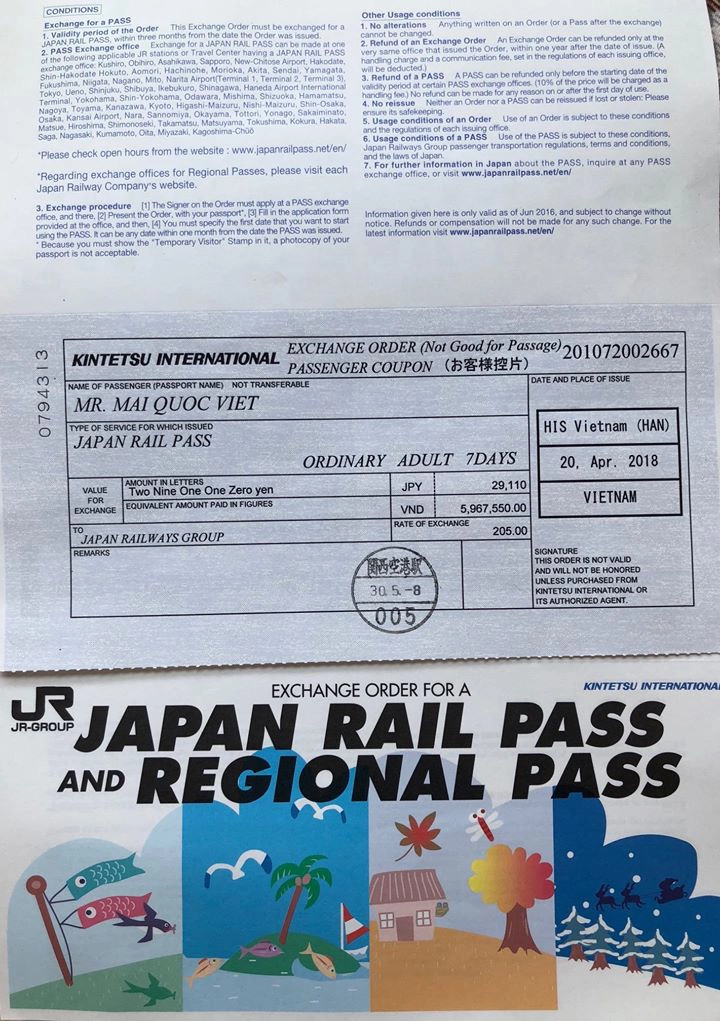 CONDITIONS
Exchange for a PASS
1. Validity period of the Order This Exchange Order must be exchanged for a
JAPAN RAIL PASS, within three months from the date the Order was issued.
2. PASS Exchange office Exchange for a JAPAN RAIL PASS can be made at one
of the following applicable JR stations or Travel Center having a JAPAN RAIL PASS
exchange office: Kushiro, Obihiro, Asahikawa, Sapporo, New-Chitose Airport, Hakodate,
Shin-Hakodate Hokuto, Aomori, Hachinohe, Morioka, Akita, Sendai, Yamagata,
Fukushima, Niigata, Nagano, Mito, Narita Airport(Terminal 1, Terminal 2, Terminal 3),
Tokyo, Ueno, Shinjuku, Shibuya, Ikebukuro, Shinagawa, Haneda Airport International
Terminal, Yokohama, Shin-Yokohama, Odawara, Mishima, Shizuoka, Hamamatsu,
Nagoya, Toyama, Kanazawa, Kyoto, Higashi-Maizuru, Nishi-Maizuru, Shin-Osaka,
Osaka, Kansai Airport, Nara, Sannomiya, Okayama, Tottori, Yonago, Sakaiminato,
Matsue, Hiroshima, Shimonoseki, Takamatsu, Matsuyama, Tokushima, Kokura, Hakata,
Saga, Nagasaki, Kumamoto, Oita, Miyazaki, Kagoshima-Chūō
*Please check open hours from the website : www.japanrailpass.net/en/
*Regarding exchange offices for Regional Passes, please visit each
Japan Railway Company's website.
3. Exchange procedure [1] The Signer on the Order must apply at a PASS exchange
office, and there, [2] Present the Order, with your passport*, [3] Fill in the application form
provided at the office, and then, [4] You must specify the first date that you want to start
using the PASS. It can be any date within one month from the date the PASS was issued.
* Because you must show the "Temporary Visitor" Stamp in it, a photocopy of your
passport is not acceptable.
Other Usage conditions
1. No alterations Anything written on an Order (or a Pass after the exchange)
cannot be changed.
2. Refund of an Exchange Order An Exchange Order can be refunded only at the
very same office that issued the Order, within one year after the date of issue. (A
handling charge and a communication fee, set in the regulations of each issuing office,
will be deducted.)
3. Refund of a PASS A PASS can be refunded only before the starting date of the
validity period at certain PASS exchange offices. (10% of the price will be charged as a
handling fee.) No refund can be made for any reason on or after the first day of use.
4. No reissue Neither an Order nor a PASS can be reissued if lost or stolen: Please
ensure its safekeeping.
5. Usage conditions of an Order Use of an Order is subject to these conditions
and the regulations of each issuing office.
6. Usage conditions of a PASS Use of the PASS is subject to these conditions,
Japan Railways Group passenger transportation regulations, terms and conditions,
and the laws of Japan.
7. For further information in Japan about the PASS, inquire at any PASS
exchange office, or visit www.japanrailpass.net/en/
Information given here is only valid as of Jun 2016, and subject to change without
notice. Refunds or compensation will not be made for any such change. For the
latest information visit www.japanrailpass.net/en/
0794313
KINTETSU INTERNATIONAL
EXCHANGE ORDER (Not Good for Passage)
PASSENGER COUPON (お客様控片)
201072002667
NAME OF PASSENGER (PASSPORT NAME) NOT TRANSFERABLE
MR. MAI QUOC VIET
TYPE OF SERVICE FOR WHICH ISSUED
JAPAN RAIL PASS
ORDINARY ADULT 7DAYS
VALUE
FOR
EXCHANGE
AMOUNT IN LETTERS
Two Nine One One Zero yen
JPY 29,110
EQUIVALENT AMOUNT PAID IN FIGURES
VND 5,967,550.00
TO
JAPAN RAILWAYS GROUP
RATE OF EXCHANGE
205.00
REMARKS
関西空港駅
30.5.-8
005
DATE AND PLACE OF ISSUE
HIS Vietnam (HAN)
20, Apr. 2018
VIETNAM
SIGNATURE
THIS ORDER IS NOT VALID
AND WILL NOT BE HONORED
UNLESS PURCHASED FROM
KINTETSU INTERNATIONAL OR
ITS AUTHORIZED AGENT.
JR
JR-GROUP
EXCHANGE ORDER FOR A
KINTETSU INTERNATIONAL
JAPAN RAIL PASS
AND REGIONAL PASS